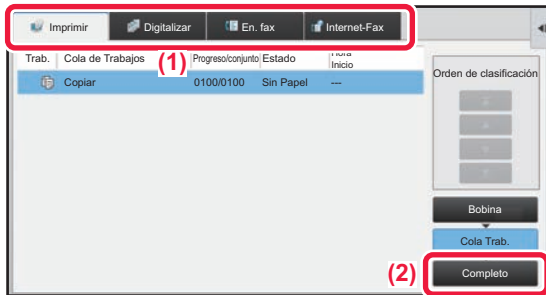 Imprimir Digitalizar En. fax Internet-Fax
(1)
Trab. Cola de Trabajos Progreso/conjunto Estado Hora Inicio
Copiar 0100/0100 Sin Papel ---
Orden de clasificación
Bobina
Cola Trab.
(2) Completo